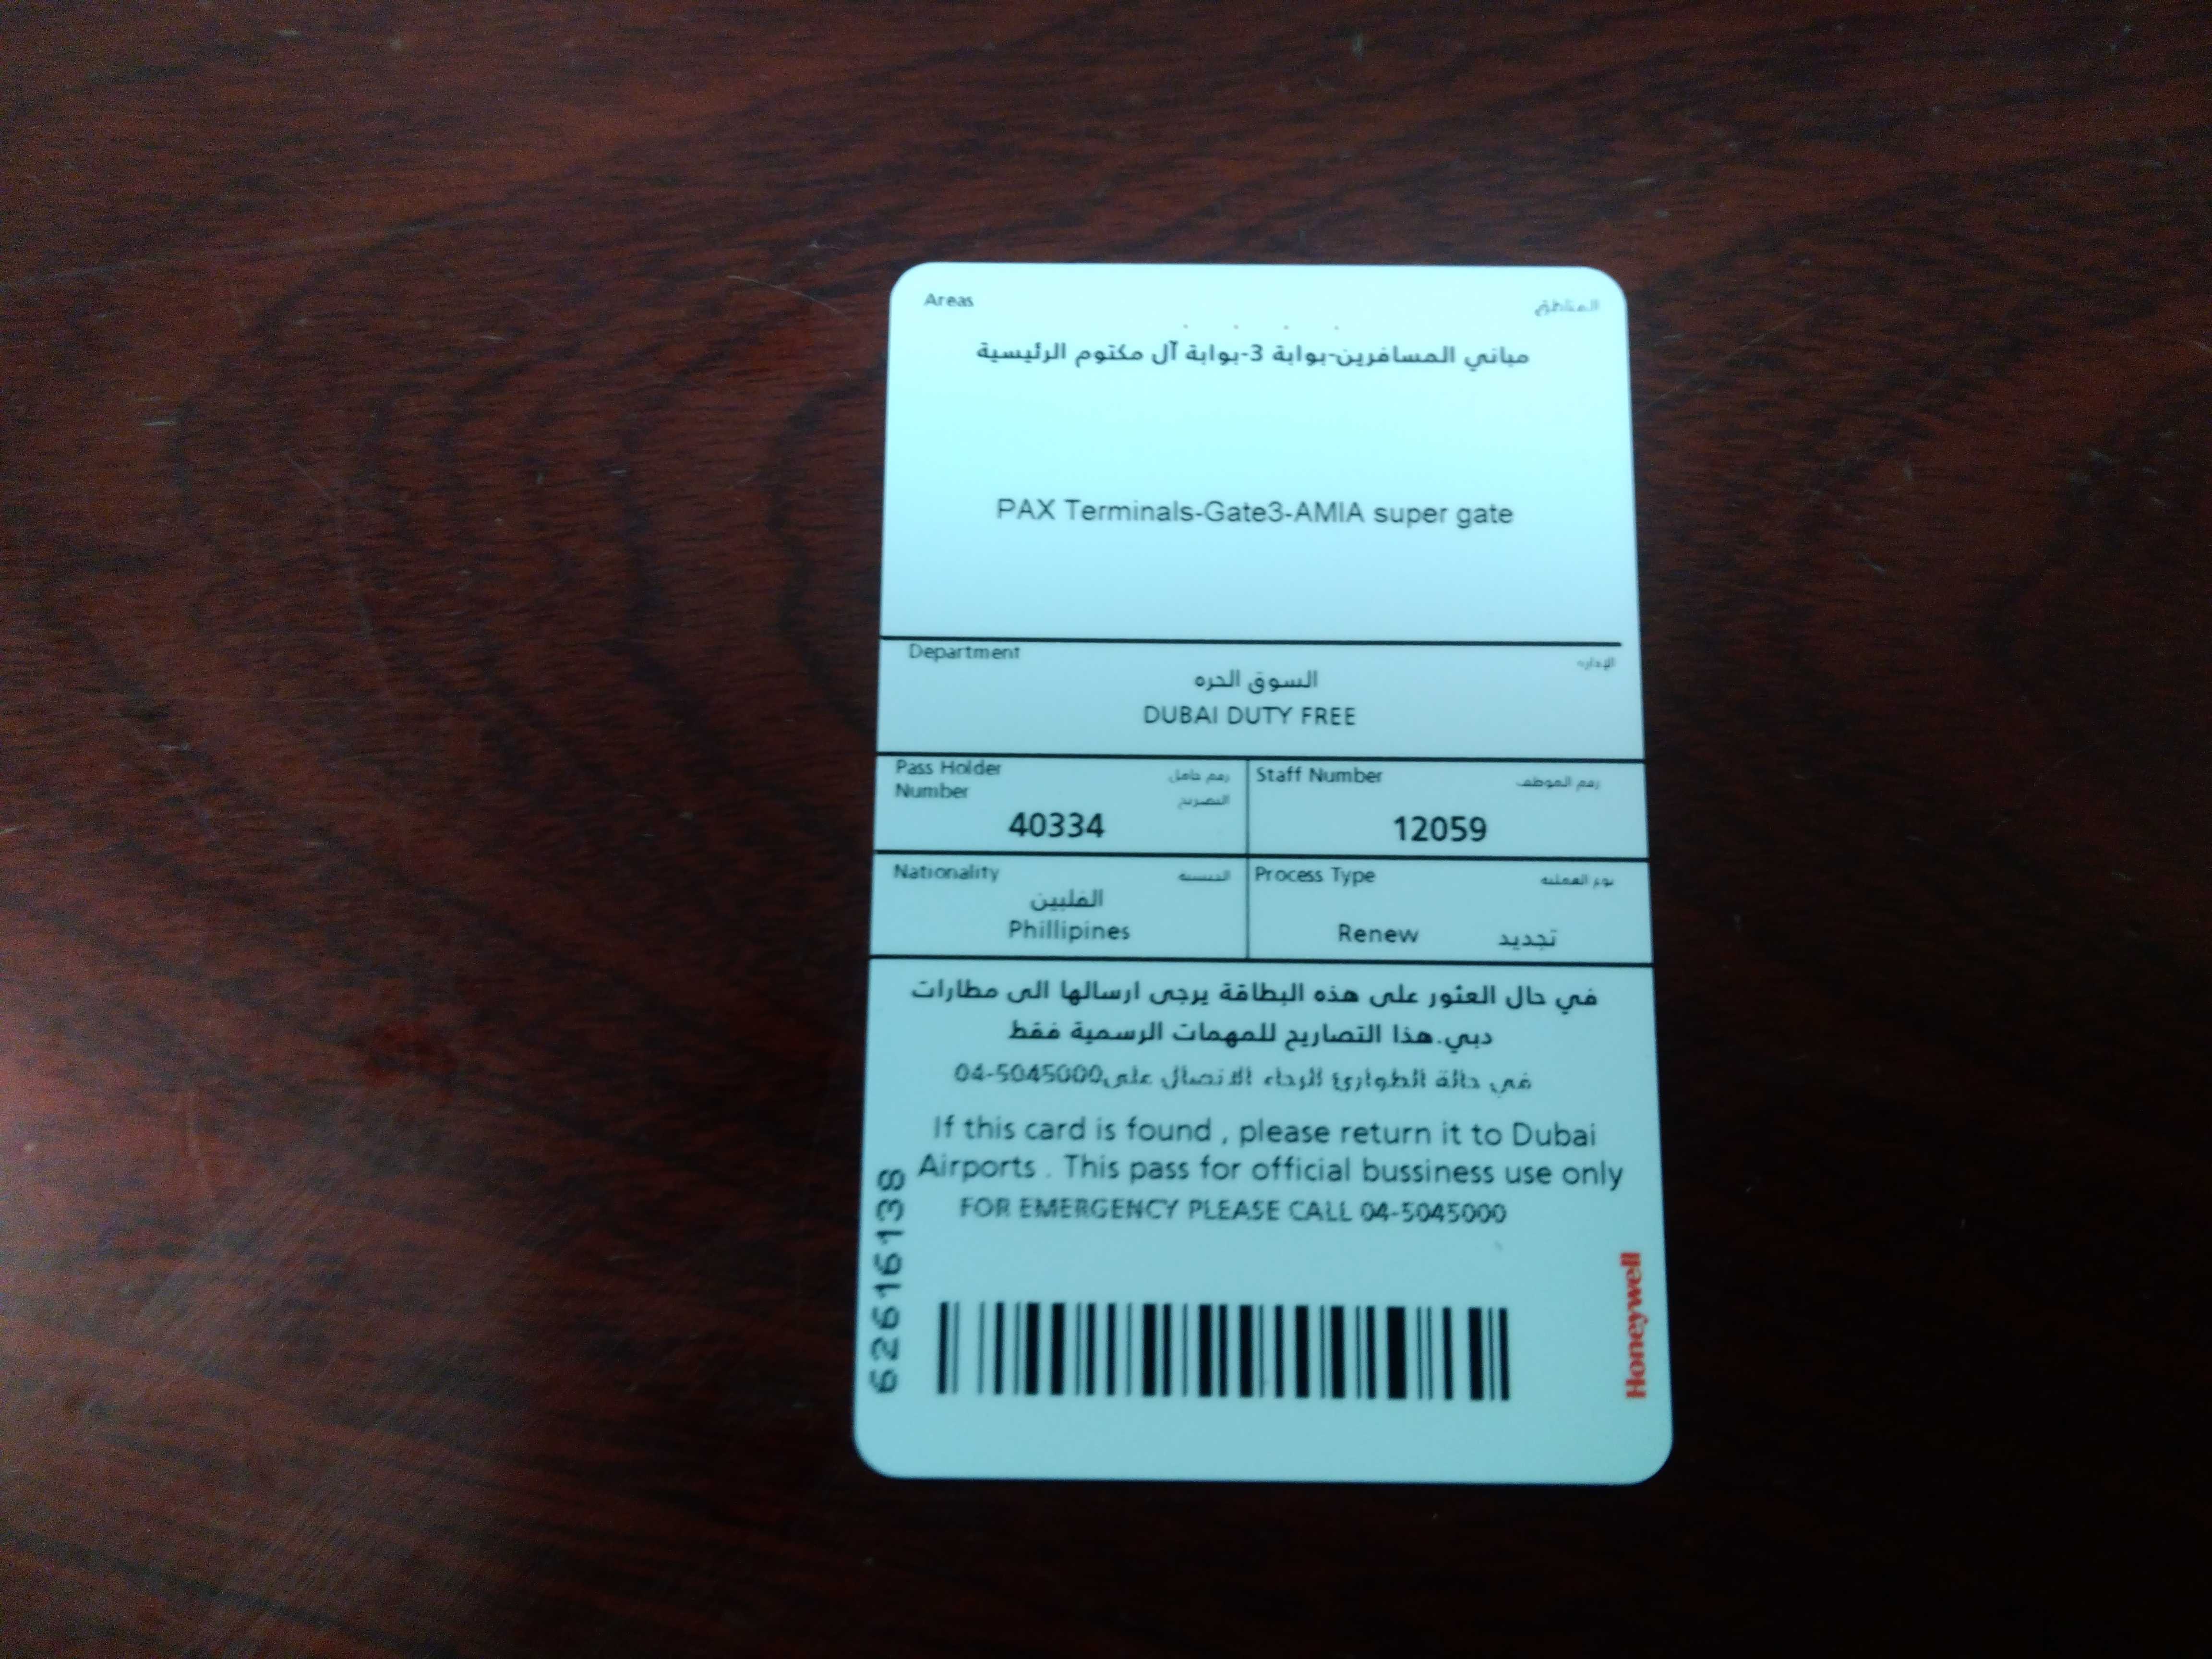 Areas المناطق
مباني المسافرين-بوابة 3-بوابة آل مكتوم الرئيسية
PAX Terminals-Gate3-AMIA super gate
Department الإداره
السوق الحره
DUBAI DUTY FREE
Pass Holder رقم حامل
Number التصريح
40334
Staff Number رقم الموظف
12059
Nationality الجنسيه
الفلبين
Phillipines
Process Type نوع العمليه
Renew تجديد
في حال العثور على هذه البطاقة يرجى ارسالها الى مطارات
دبي.هذا التصاريح للمهمات الرسمية فقط
في حالة الطوارئ الرجاء الاتصال على04-5045000
If this card is found , please return it to Dubai
Airports . This pass for official bussiness use only
FOR EMERGENCY PLEASE CALL 04-5045000
62616138
Honeywell